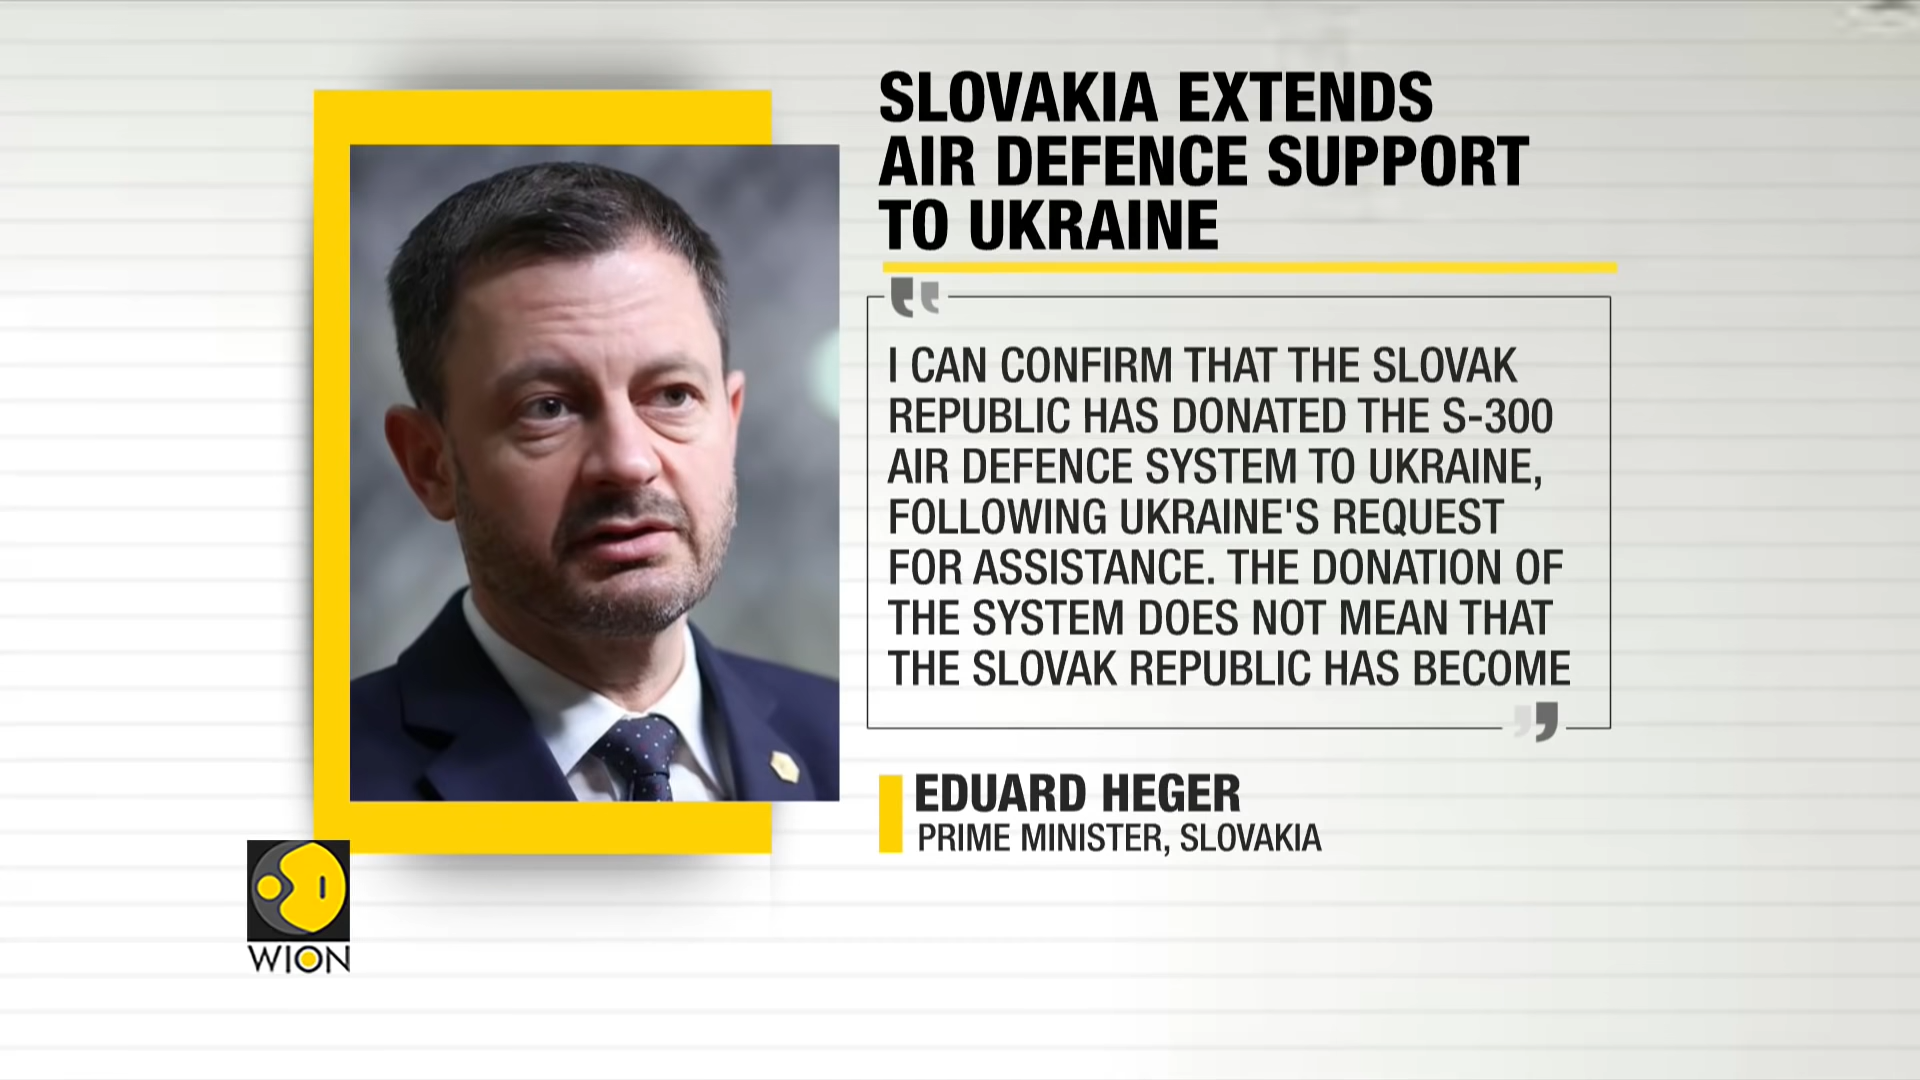 SLOVAKIA EXTENDS
AIR DEFENCE SUPPORT
TO UKRAINE
I CAN CONFIRM THAT THE SLOVAK
REPUBLIC HAS DONATED THE S-300
AIR DEFENCE SYSTEM TO UKRAINE,
FOLLOWING UKRAINE'S REQUEST
FOR ASSISTANCE. THE DONATION OF
THE SYSTEM DOES NOT MEAN THAT
THE SLOVAK REPUBLIC HAS BECOME
EDUARD HEGER
PRIME MINISTER, SLOVAKIA
WION